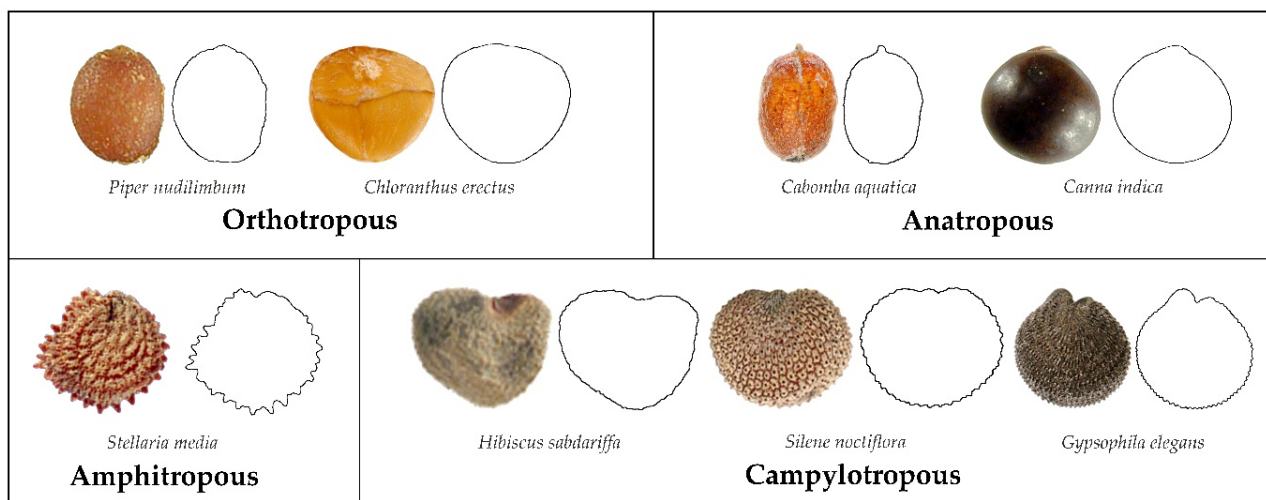 Piper nudilimbum
Chloranthus erectus
Orthotropous
Cabomba aquatica
Canna indica
Anatropous
Stellaria media
Amphitropous
Hibiscus sabdariffa
Silene noctiflora
Gypsophila elegans
Campylotropous